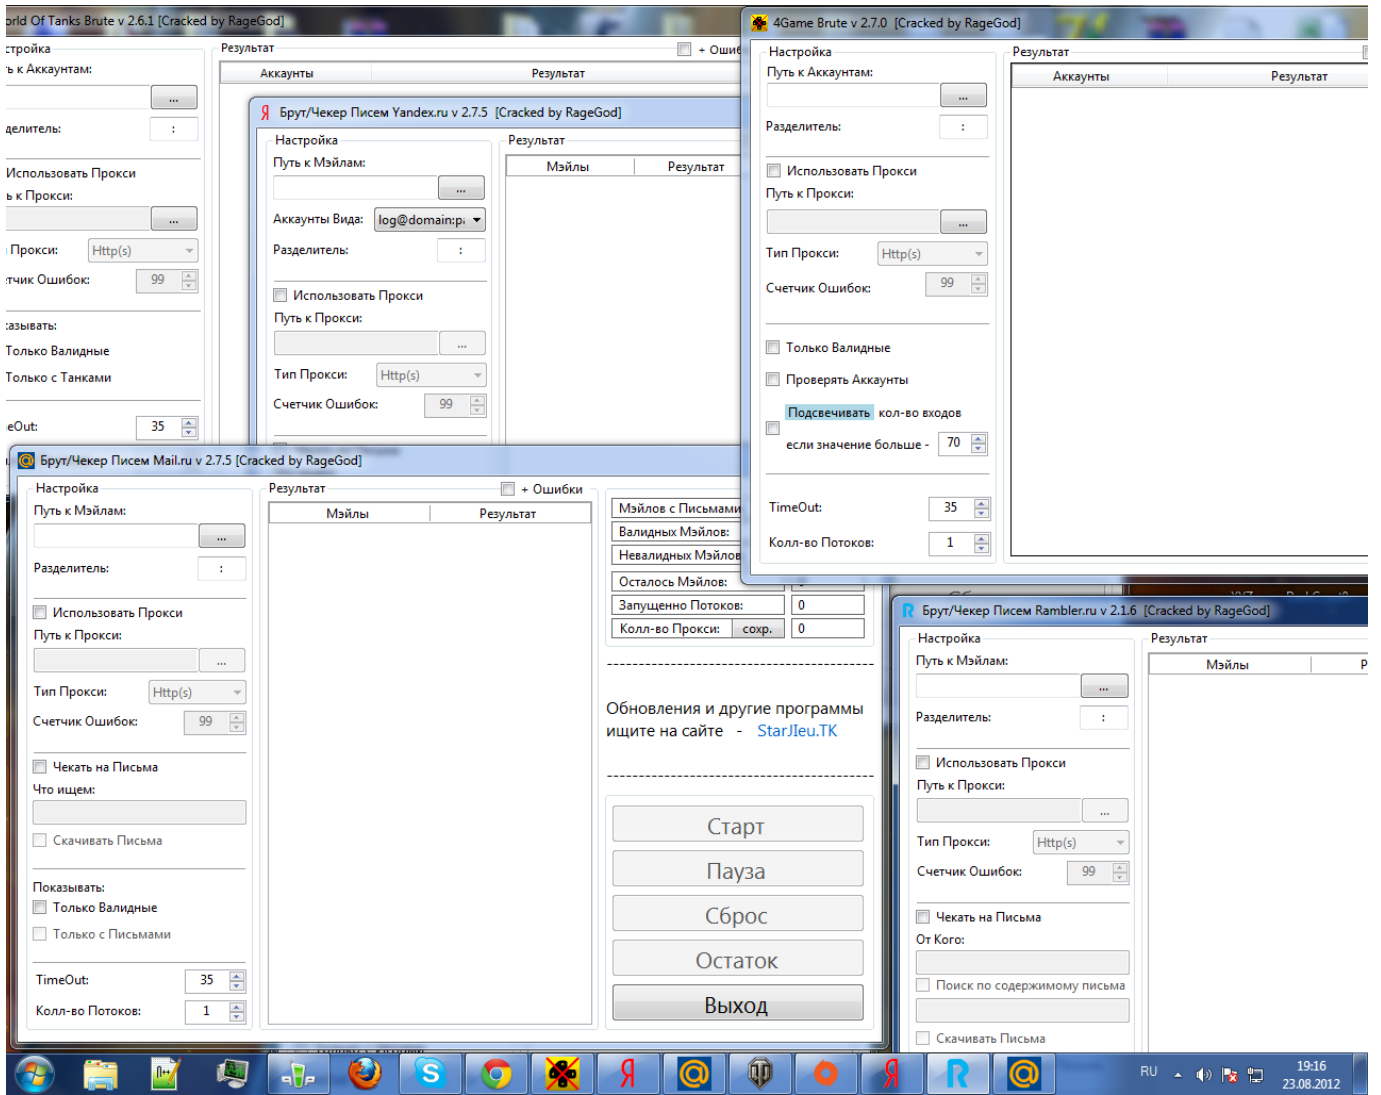 orld Of Tanks Brute v 2.6.1 [Cracked by RageGod]
стройка
ь к Аккаунтам:
...
делитель:
:
Использовать Прокси
ь к Прокси:
...
Прокси:
Http(s)
тчик Ошибок:
99
казывать:
Только Валидные
Только с Танками
eOut:
35
Результат
+ Ошиб
Аккаунты
Результат
Брут/Чекер Писем Yandex.ru v 2.7.5 [Cracked by RageGod]
Настройка
Путь к Мэйлам:
...
Аккаунты Вида:
log@domain:pa
Разделитель:
:
Использовать Прокси
Путь к Прокси:
...
Тип Прокси:
Http(s)
Счетчик Ошибок:
99
Результат
Мэйлы
Результат
4Game Brute v 2.7.0 [Cracked by RageGod]
Настройка
Путь к Аккаунтам:
...
Разделитель:
:
Использовать Прокси
Путь к Прокси:
...
Тип Прокси:
Http(s)
Счетчик Ошибок:
99
Только Валидные
Проверять Аккаунты
Подсвечивать кол-во входов
если значение больше -
70
TimeOut:
35
Колл-во Потоков:
1
Результат
Аккаунты
Результат
Брут/Чекер Писем Mail.ru v 2.7.5 [Cracked by RageGod]
Настройка
Путь к Мэйлам:
...
Разделитель:
:
Использовать Прокси
Путь к Прокси:
...
Тип Прокси:
Http(s)
Счетчик Ошибок:
99
Чекать на Письма
Что ищем:
Скачивать Письма
Показывать:
Только Валидные
Только с Письмами
TimeOut:
35
Колл-во Потоков:
1
Результат
+ Ошибки
Мэйлы
Результат
Мэйлов с Письмами
Валидных Мэйлов:
Невалидных Мэйлов
Осталось Мэйлов:
Запущенно Потоков:
0
Колл-во Прокси:
сохр.
0
Обновления и другие программы
ищите на сайте - StarJIeu.TK
Старт
Пауза
Сброс
Остаток
Выход
Брут/Чекер Писем Rambler.ru v 2.1.6 [Cracked by RageGod]
Настройка
Путь к Мэйлам:
...
Разделитель:
:
Использовать Прокси
Путь к Прокси:
...
Тип Прокси:
Http(s)
Счетчик Ошибок:
99
Чекать на Письма
От Кого:
Поиск по содержимому письма
Скачивать Письма
Результат
Мэйлы
Р
RU
19:16
23.08.2012